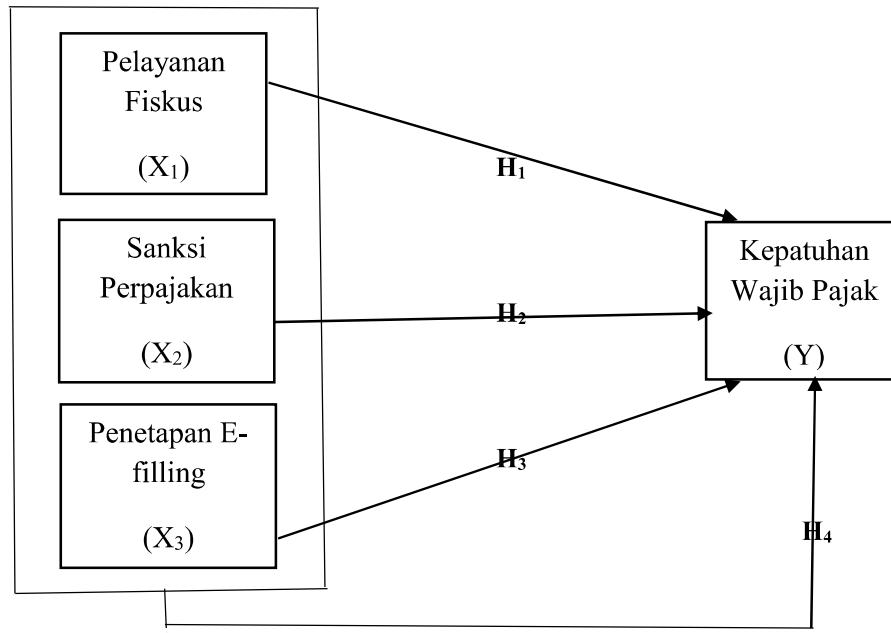 Pelayanan
Fiskus
(X₁)
H₁
Sanksi
Perpajakan
(X₂)
H₂
Kepatuhan
Wajib Pajak
(Y)
Penetapan E-
filling
(X₃)
H₃
H₄